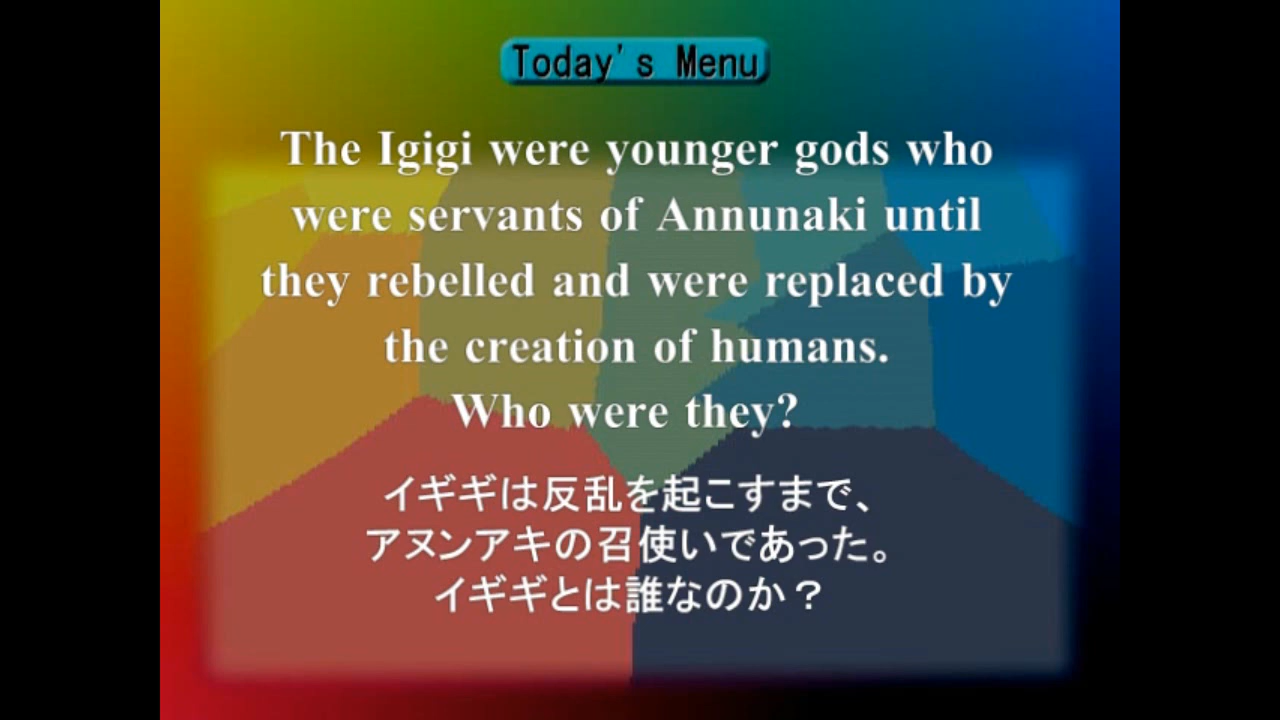 Today's Menu
The Igigi were younger gods who
were servants of Annunaki until
they rebelled and were replaced by
the creation of humans.
Who were they?
イギギは反乱を起こすまで、
アヌンアキの召使いであった。
イギギとは誰なのか？